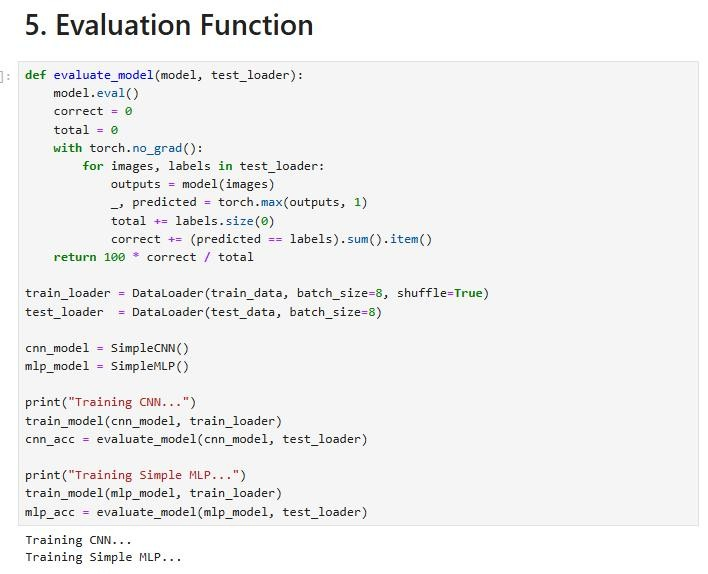 5. Evaluation Function
]:
def evaluate_model(model, test_loader):
    model.eval()
    correct = 0
    total = 0
    with torch.no_grad():
        for images, labels in test_loader:
            outputs = model(images)
            _, predicted = torch.max(outputs, 1)
            total += labels.size(0)
            correct += (predicted == labels).sum().item()
    return 100 * correct / total

train_loader = DataLoader(train_data, batch_size=8, shuffle=True)
test_loader  = DataLoader(test_data, batch_size=8)

cnn_model = SimpleCNN()
mlp_model = SimpleMLP()

print("Training CNN...")
train_model(cnn_model, train_loader)
cnn_acc = evaluate_model(cnn_model, test_loader)

print("Training Simple MLP...")
train_model(mlp_model, train_loader)
mlp_acc = evaluate_model(mlp_model, test_loader)
Training CNN...
Training Simple MLP...